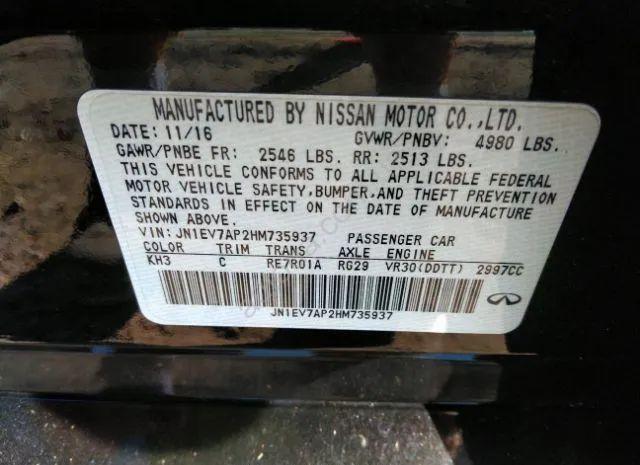 MANUFACTURED BY NISSAN MOTOR CO.,LTD.
DATE: 11/16 GVWR/PNBV: 4980 LBS.
GAWR/PNBE FR: 2546 LBS. RR: 2513 LBS.
THIS VEHICLE CONFORMS TO ALL APPLICABLE FEDERAL
MOTOR VEHICLE SAFETY,BUMPER,AND THEFT PREVENTION
STANDARDS IN EFFECT ON THE DATE OF MANUFACTURE
SHOWN ABOVE.
VIN: JN1EV7AP2HM735937 PASSENGER CAR
COLOR TRIM TRANS AXLE ENGINE
KH3 C RE7R01A RG29 VR30(DDTT) 2997CC
JN1EV7AP2HM735937